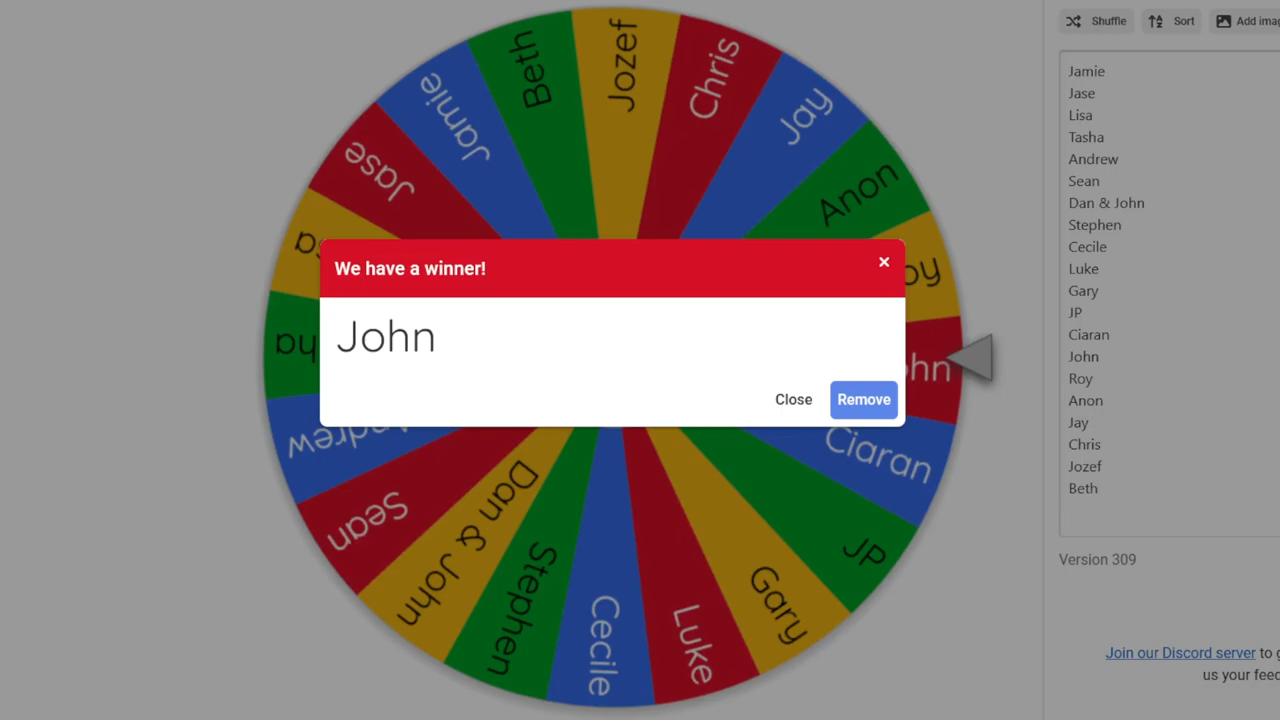 Shuffle
Sort
Add
Jamie
Jase
Lisa
Tasha
Andrew
Sean
Dan & John
Stephen
Cecile
Luke
Gary
JP
Ciaran
John
Roy
Anon
Jay
Chris
Jozef
Beth
Version 309
Join our Discord server to
us your
We have a winner!
John
Close
Remove
Beth
Jozef
Chris
Jay
Anon
Ciaran
JP
Gary
Luke
Cecile
Stephen
Dan & John
Sean
Andrew
Jase
Jamie